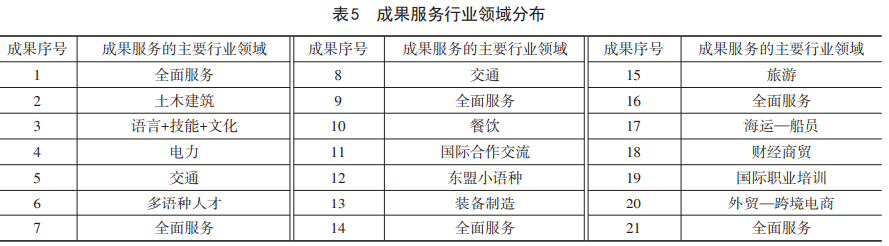 表5 成果服务行业领域分布
成果序号 成果服务的主要行业领域 成果序号 成果服务的主要行业领域 成果序号 成果服务的主要行业领域
1 全面服务 8 交通 15 旅游
2 土木建筑 9 全面服务 16 全面服务
3 语言+技能+文化 10 餐饮 17 海运—船员
4 电力 11 国际合作交流 18 财经商贸
5 交通 12 东盟小语种 19 国际职业培训
6 多语种人才 13 装备制造 20 外贸—跨境电商
7 全面服务 14 全面服务 21 全面服务